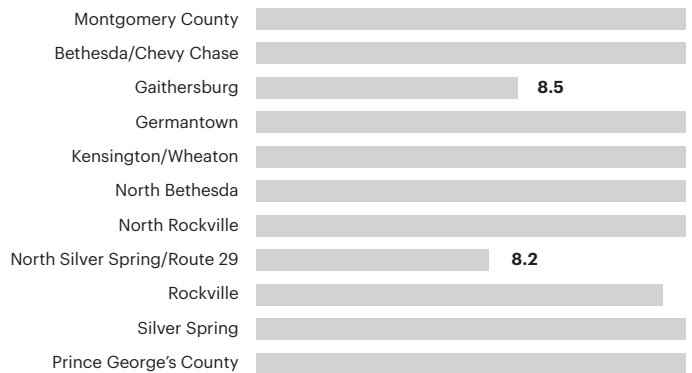 Montgomery County
Bethesda/Chevy Chase
Gaithersburg 8.5
Germantown
Kensington/Wheaton
North Bethesda
North Rockville
North Silver Spring/Route 29 8.2
Rockville
Silver Spring
Prince George’s County